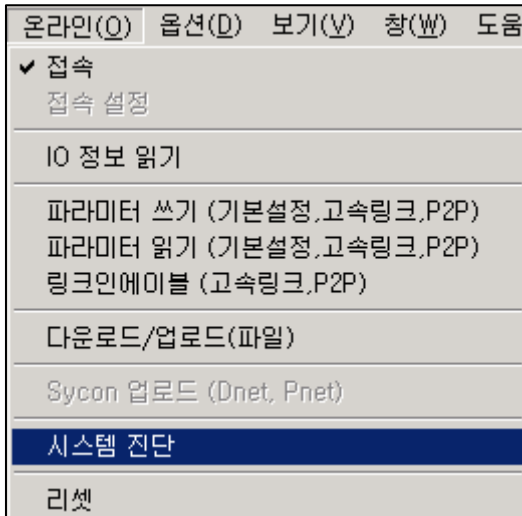 온라인(O) 옵션(D) 보기(V) 창(W) 도움
접속
접속 설정
IO 정보 읽기
파라미터 쓰기 (기본설정,고속링크,P2P)
파라미터 읽기 (기본설정,고속링크,P2P)
링크인에이블 (고속링크,P2P)
다운로드/업로드(파일)
Sycon 업로드 (Dnet, Pnet)
시스템 진단
리셋